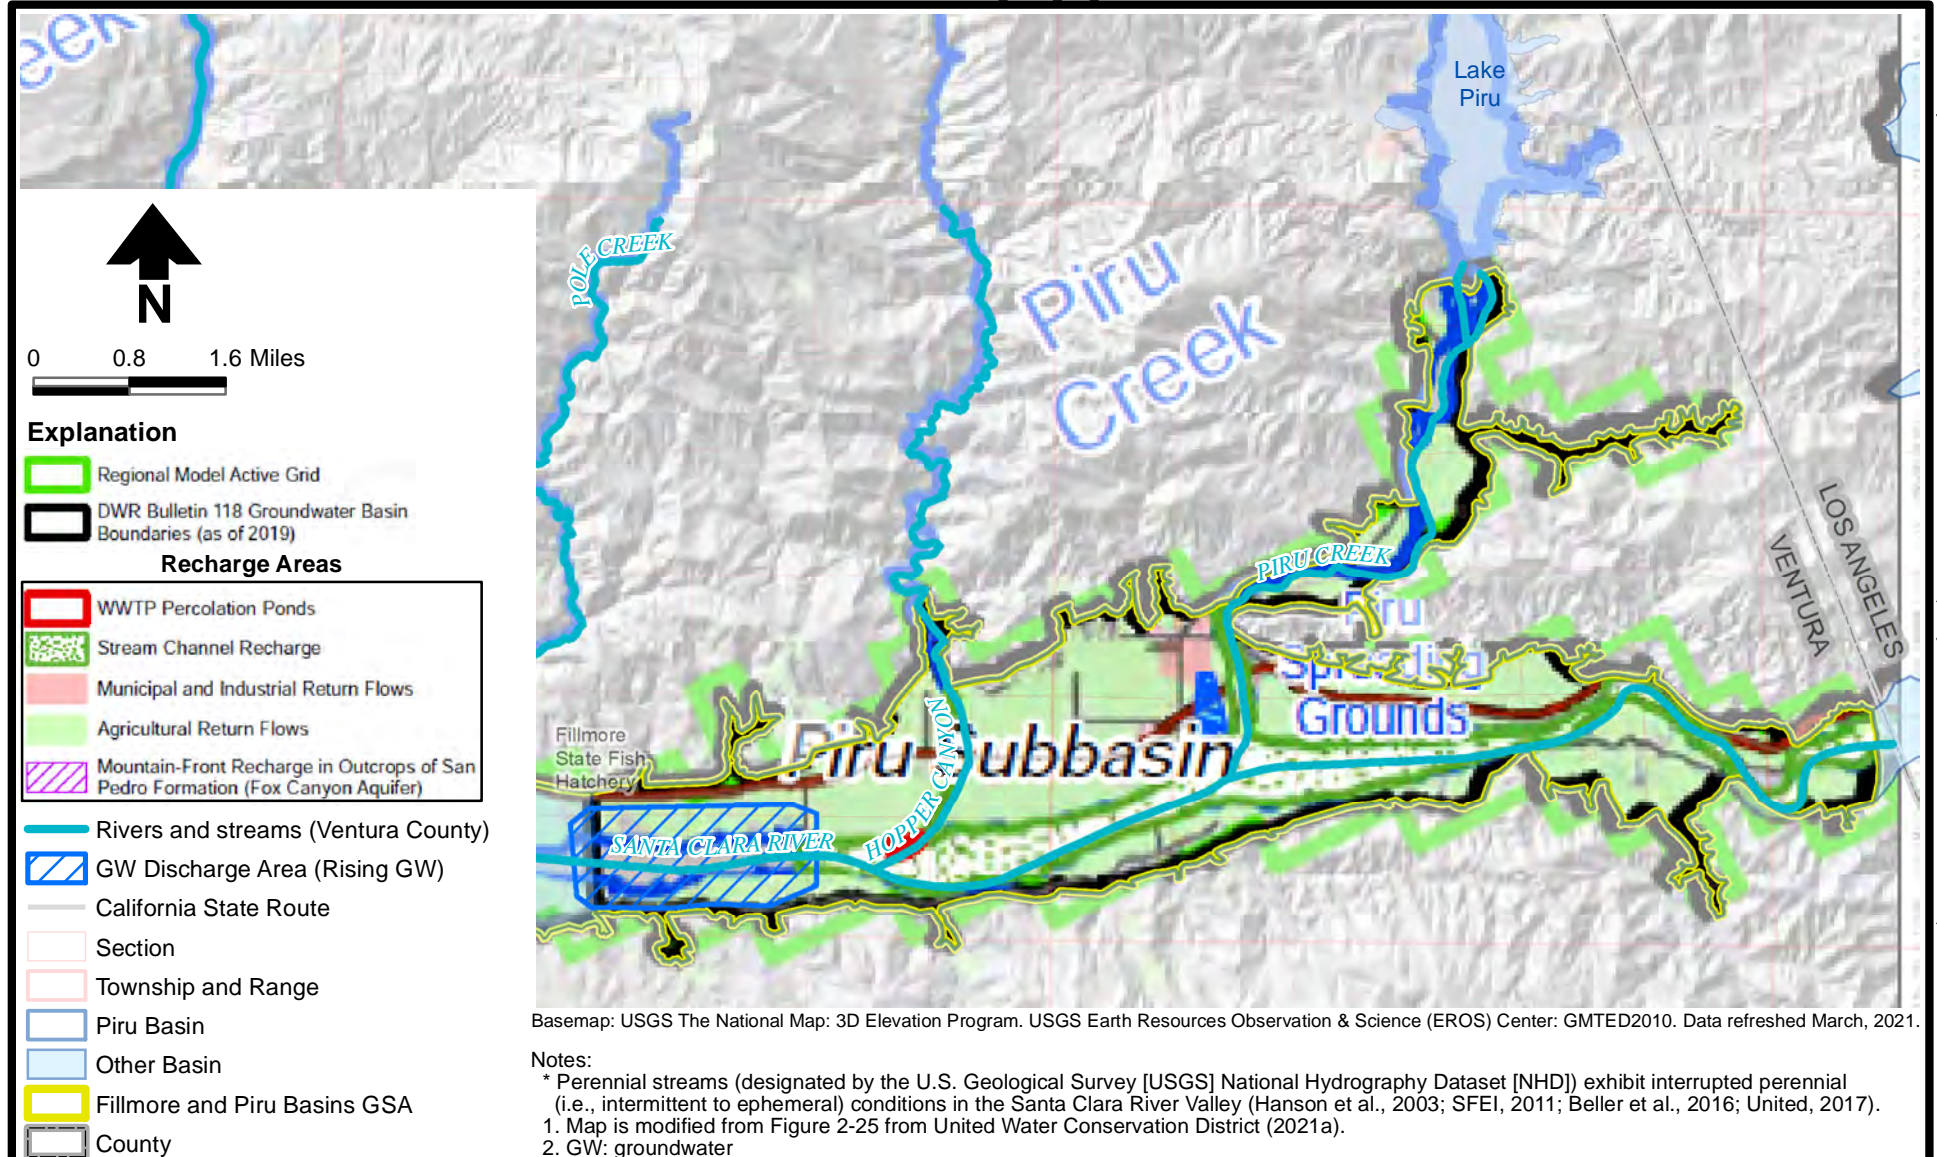 eek
Lake
Piru
POLE CREEK
Piru
Creek
N
0 0.8 1.6 Miles
LOS ANGELES
VENTURA
PIRU CREEK
Piru
Spreading
Grounds
Fillmore
State Fish
Hatchery
Piru Subbasin
HOPPER CANYON
SANTA CLARA RIVER
Explanation
Regional Model Active Grid
DWR Bulletin 118 Groundwater Basin
Boundaries (as of 2019)
Recharge Areas
WWTP Percolation Ponds
Stream Channel Recharge
Municipal and Industrial Return Flows
Agricultural Return Flows
Mountain-Front Recharge in Outcrops of San
Pedro Formation (Fox Canyon Aquifer)
Rivers and streams (Ventura County)
GW Discharge Area (Rising GW)
California State Route
Section
Township and Range
Piru Basin
Other Basin
Fillmore and Piru Basins GSA
County
Basemap: USGS The National Map: 3D Elevation Program. USGS Earth Resources Observation & Science (EROS) Center: GMTED2010. Data refreshed March, 2021.
Notes:
* Perennial streams (designated by the U.S. Geological Survey [USGS] National Hydrography Dataset [NHD]) exhibit interrupted perennial
(i.e., intermittent to ephemeral) conditions in the Santa Clara River Valley (Hanson et al., 2003; SFEI, 2011; Beller et al., 2016; United, 2017).
1. Map is modified from Figure 2-25 from United Water Conservation District (2021a).
2. GW: groundwater